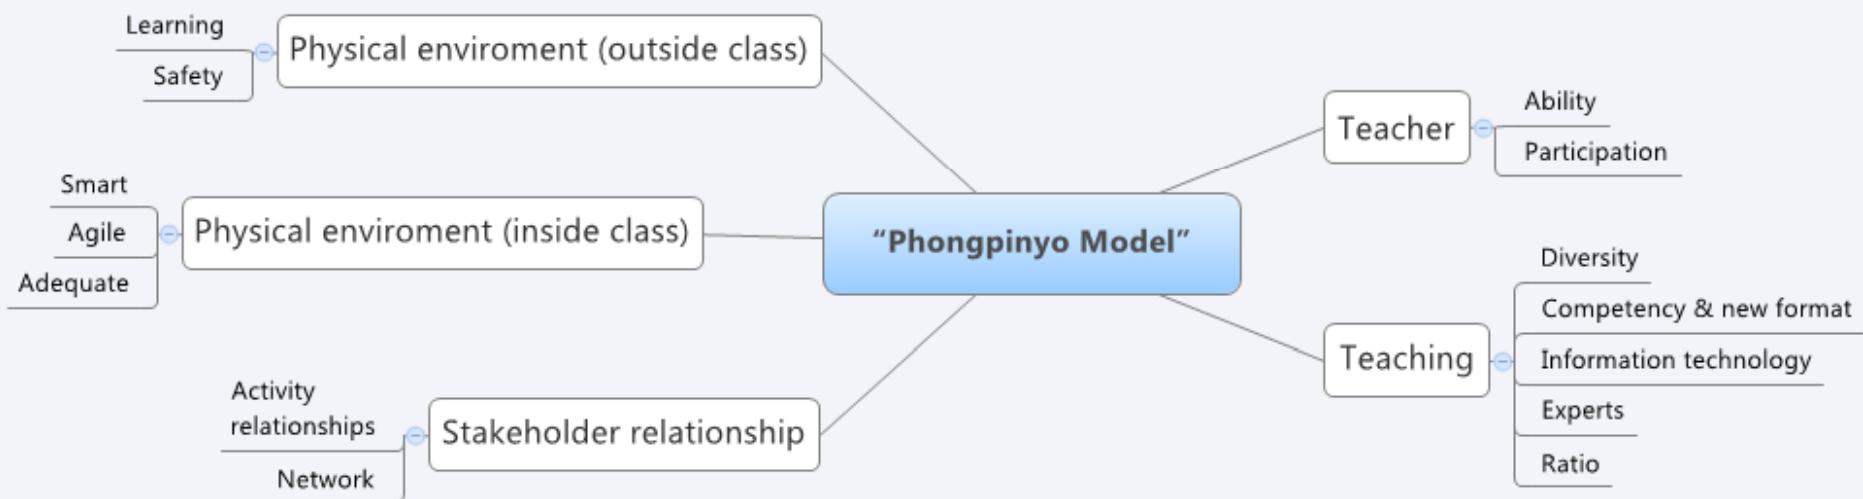 Learning
Safety
Physical enviroment (outside class)
Smart
Agile
Adequate
Physical enviroment (inside class)
Activity
relationships
Network
Stakeholder relationship
“Phongpinyo Model”
Teacher
Ability
Participation
Teaching
Diversity
Competency & new format
Information technology
Experts
Ratio